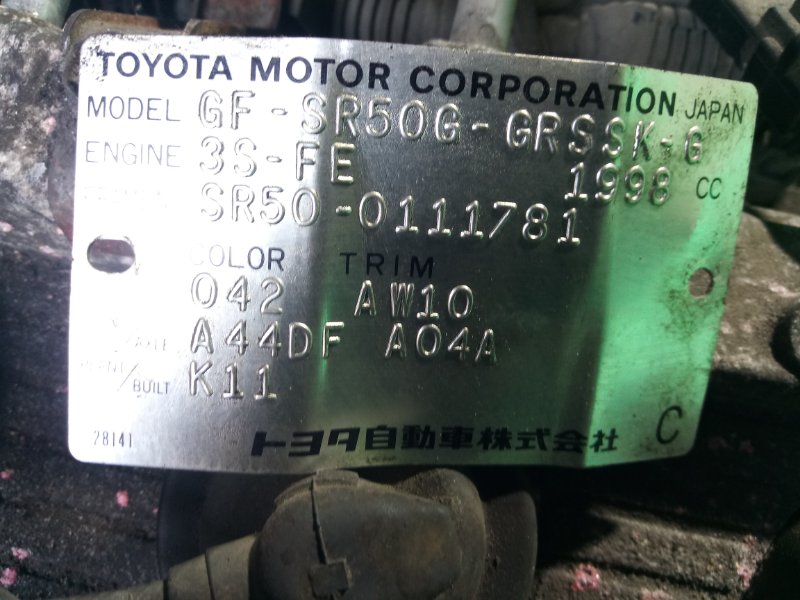 TOYOTA MOTOR CORPORATION JAPAN
MODEL GF-SR50G-GRSSK-G
ENGINE 3S-FE 1998 CC
SR50-0111781
COLOR TRIM
042 AW10
A44DF A04A
BUILT K11
28141 トヨタ自動車株式会社 C